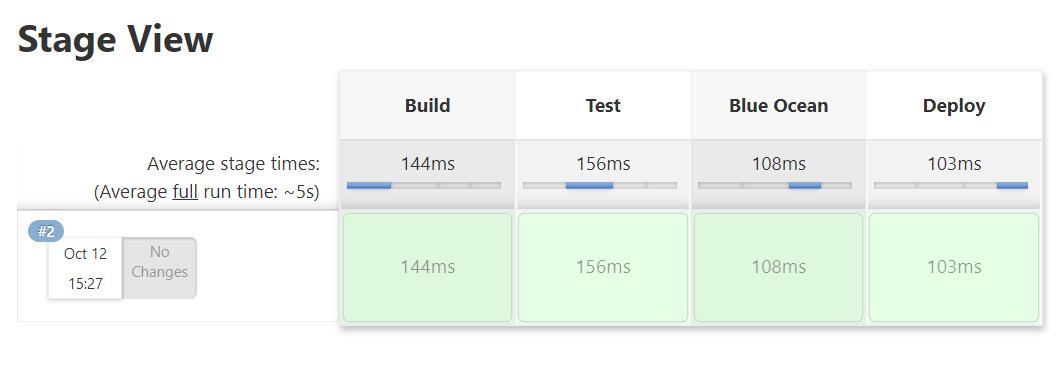 Stage View
Build Test Blue Ocean Deploy
Average stage times: 144ms 156ms 108ms 103ms
(Average full run time: ~5s)
#2
Oct 12 No
Changes
15:27
144ms 156ms 108ms 103ms